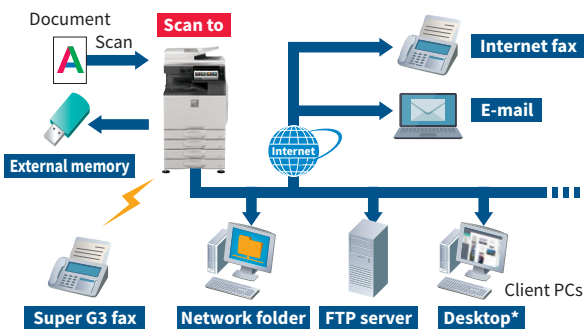 Document
Scan
Scan to
A
Internet fax
E-mail
External memory
Internet
Super G3 fax
Network folder
FTP server
Desktop*
Client PCs